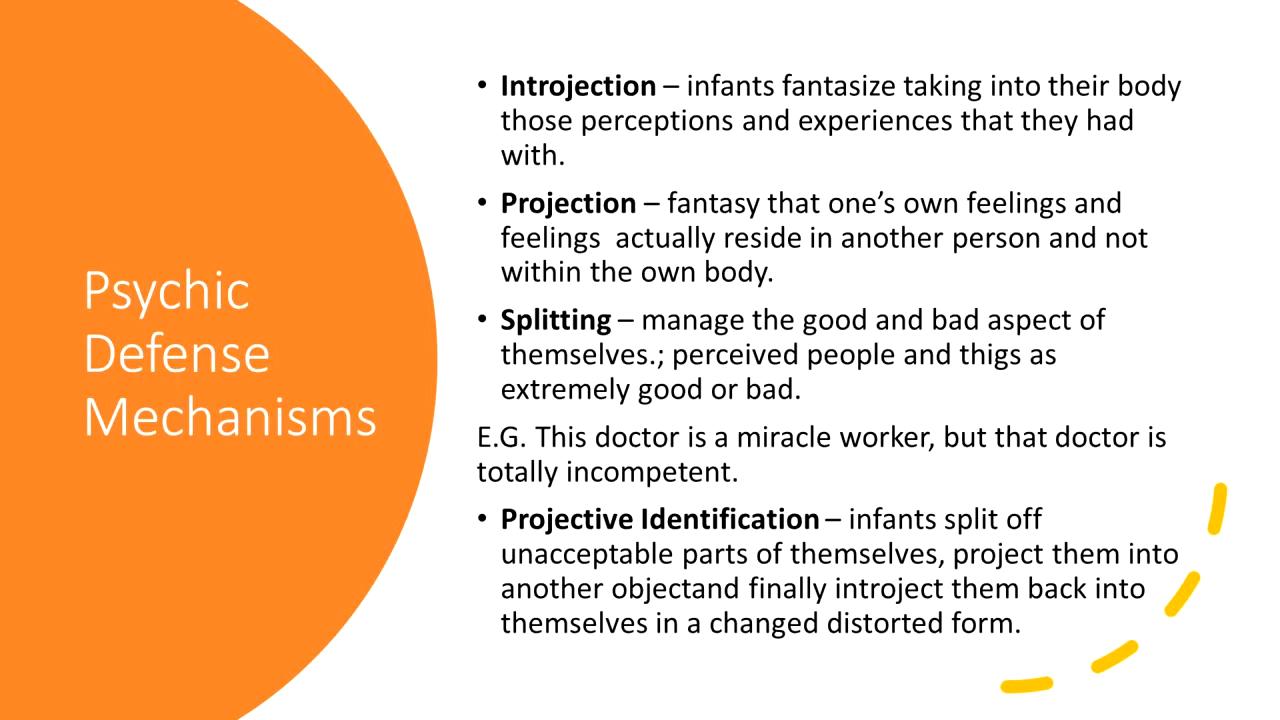 Psychic
Defense
Mechanisms
• Introjection – infants fantasize taking into their body
those perceptions and experiences that they had
with.
• Projection – fantasy that one’s own feelings and
feelings  actually reside in another person and not
within the own body.
• Splitting – manage the good and bad aspect of
themselves.; perceived people and thigs as
extremely good or bad.
E.G. This doctor is a miracle worker, but that doctor is
totally incompetent.
• Projective Identification – infants split off
unacceptable parts of themselves, project them into
another objectand finally introject them back into
themselves in a changed distorted form.